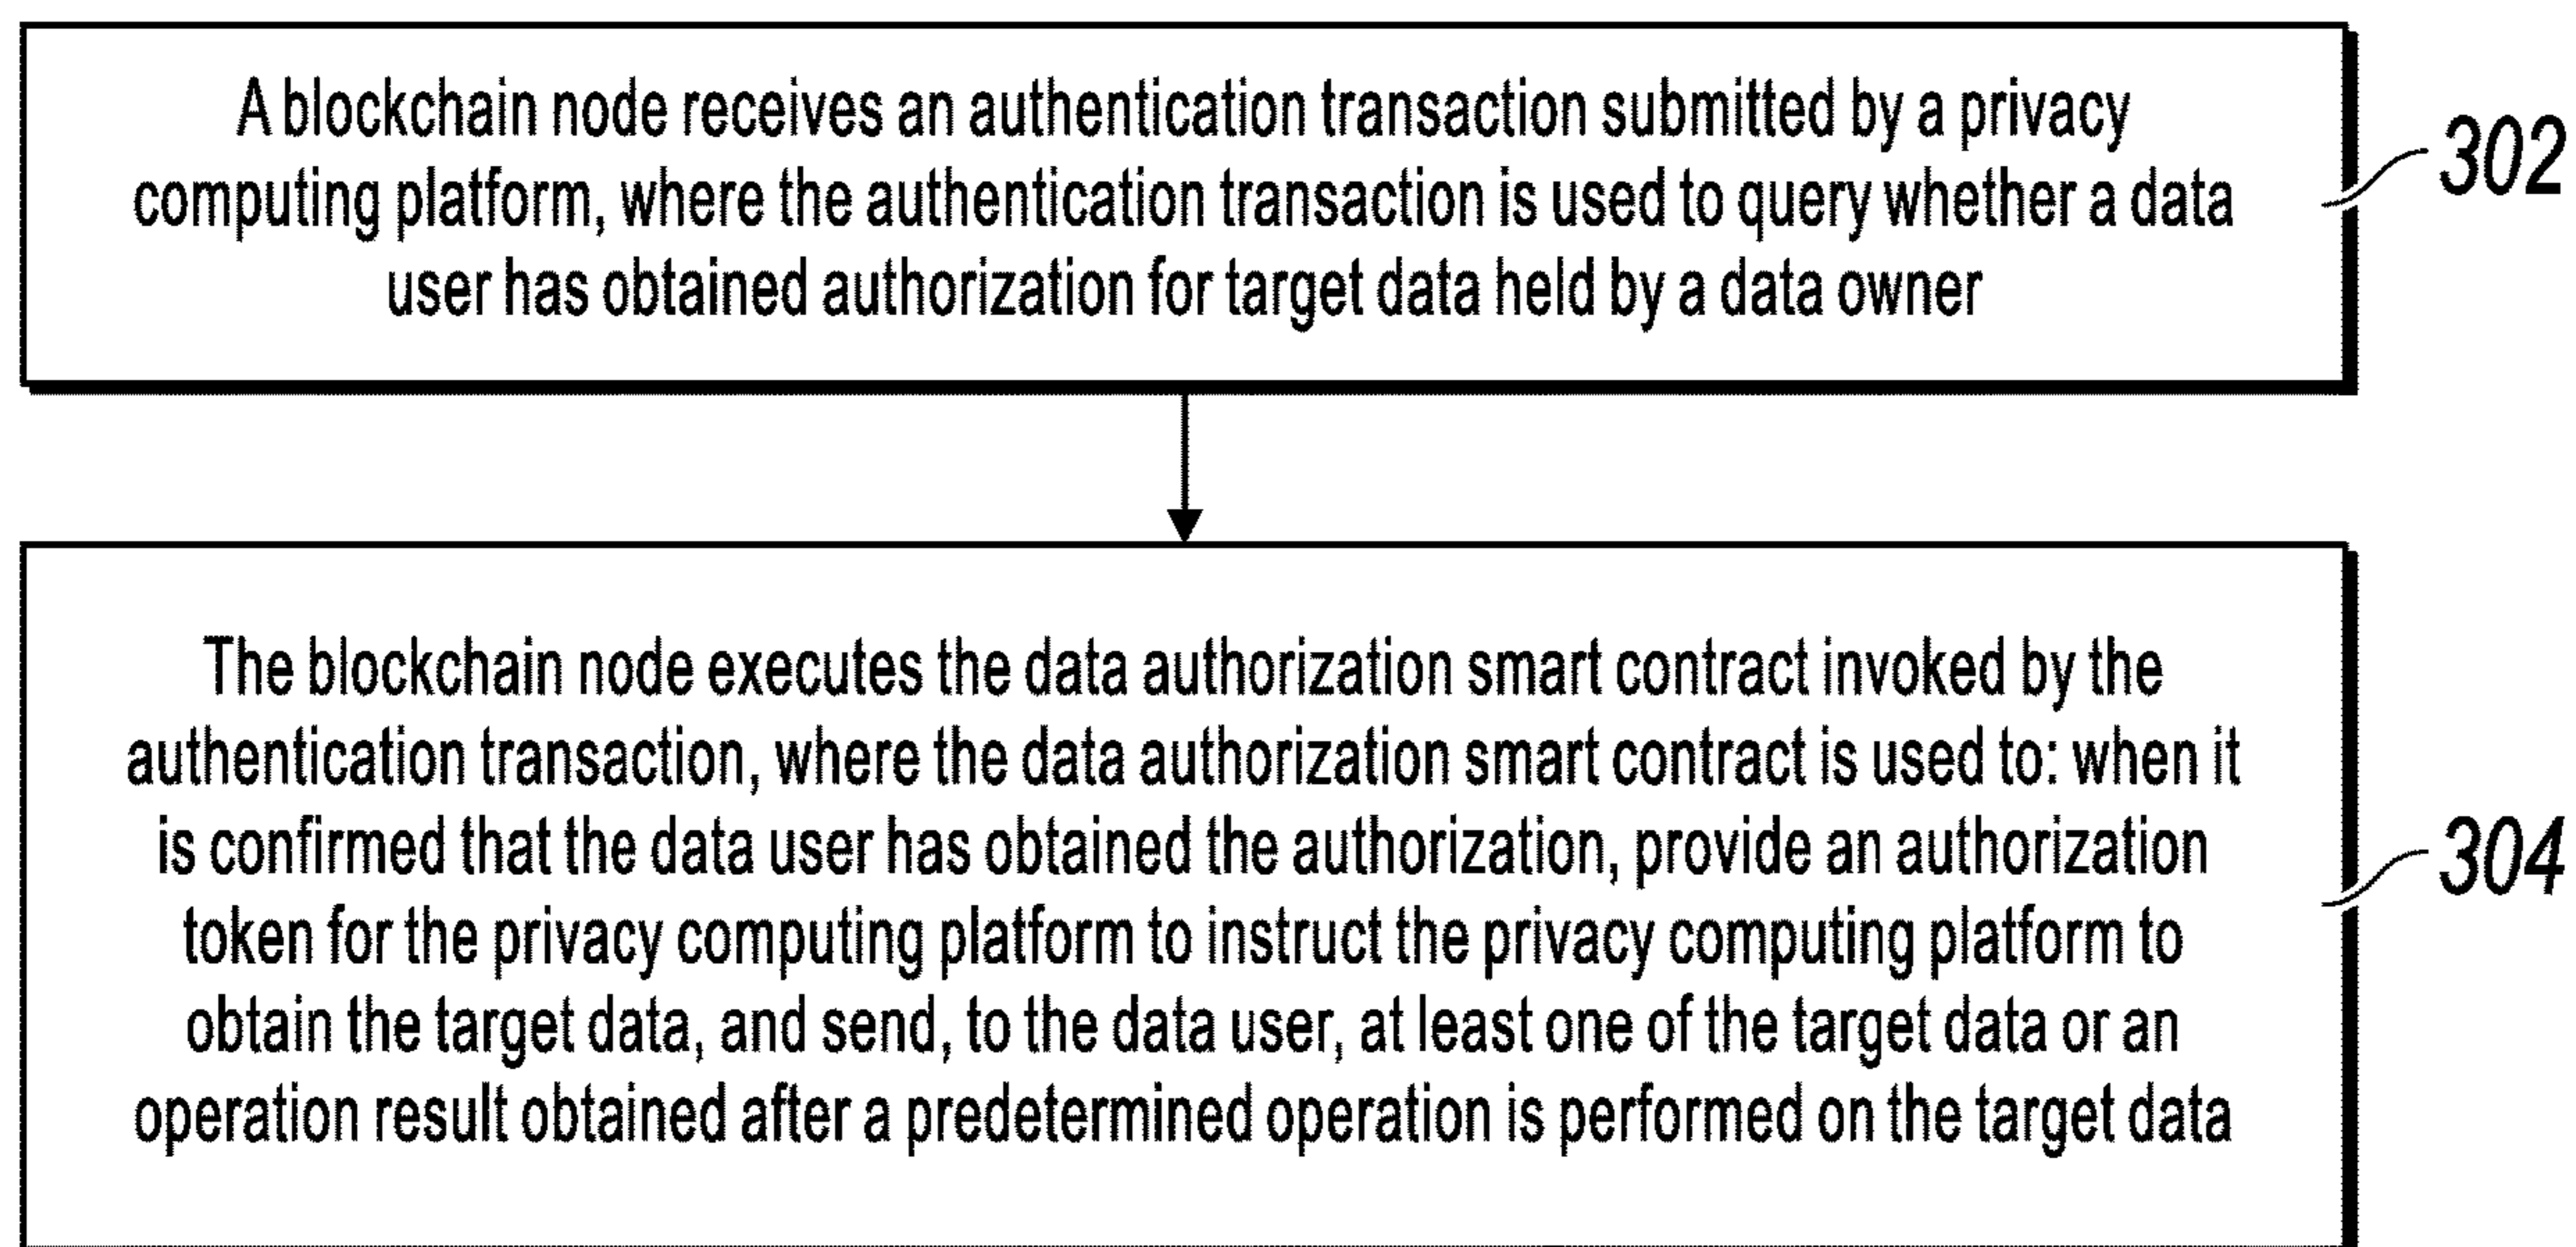 A blockchain node receives an authentication transaction submitted by a privacy
computing platform, where the authentication transaction is used to query whether a data
user has obtained authorization for target data held by a data owner
302
The blockchain node executes the data authorization smart contract invoked by the
authentication transaction, where the data authorization smart contract is used to: when it
is confirmed that the data user has obtained the authorization, provide an authorization
token for the privacy computing platform to instruct the privacy computing platform to
obtain the target data, and send, to the data user, at least one of the target data or an
operation result obtained after a predetermined operation is performed on the target data
304